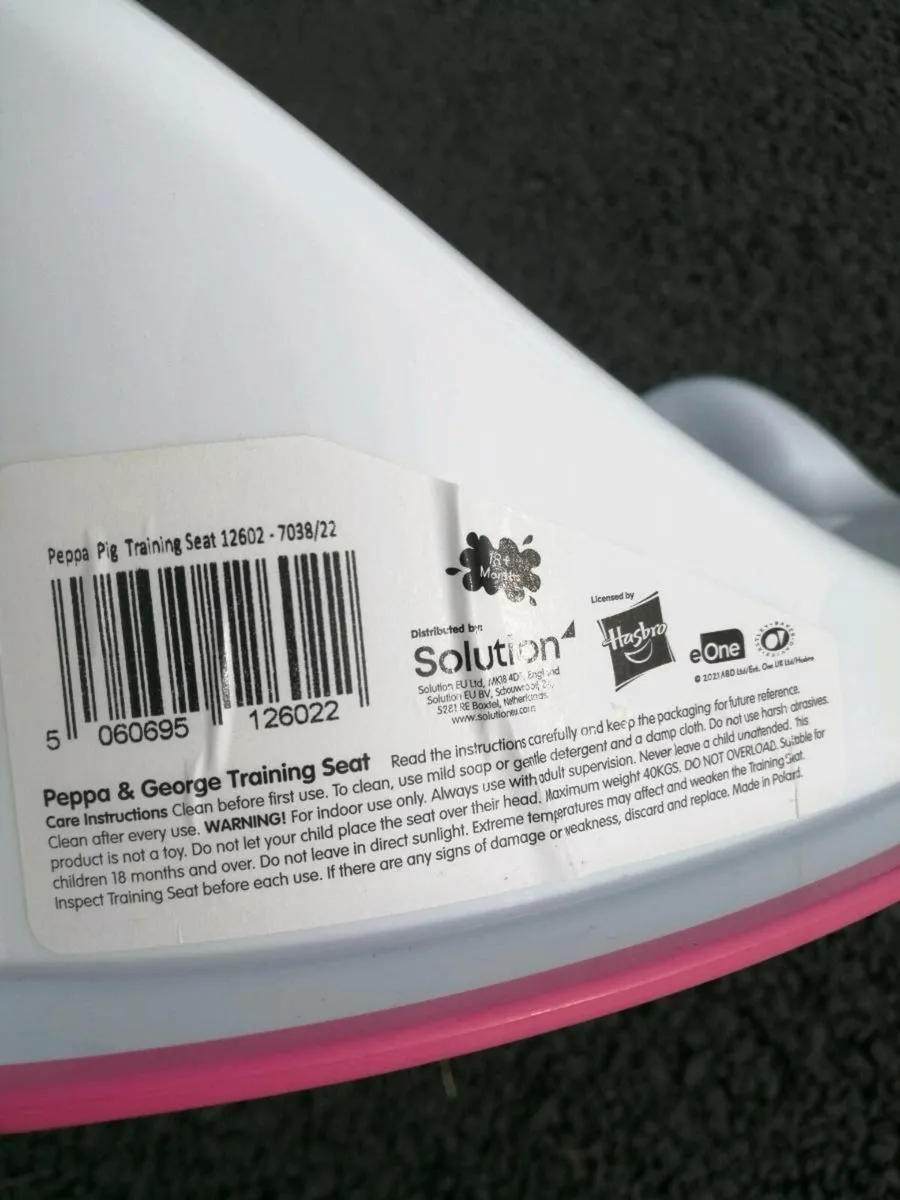 Peppa Pig Training Seat 12602 - 7038/22
5 060695 126022
18+
Months
Distributed by:
Solution
Solution EU Ltd, MK18 4DF, England
Solution EU BV, Schouwroof 2
5281 RE Boxtel, Netherlands
www.solutioneu.com
Licensed by
Hasbro
eOne
© 2021 ABD Ltd/Ent. One UK Ltd/Hasbro
Peppa & George Training Seat Read the instructions carefully and keep the packaging for future reference.
Care Instructions Clean before first use. To clean, use mild soap or gentle detergent and a damp cloth. Do not use harsh abrasives.
Clean after every use. WARNING! For indoor use only. Always use with adult supervision. Never leave a child unattended. This
product is not a toy. Do not let your child place the seat over their head. Maximum weight 40KGS. DO NOT OVERLOAD. Suitable for
children 18 months and over. Do not leave in direct sunlight. Extreme temperatures may affect and weaken the Training Seat.
Inspect Training Seat before each use. If there are any signs of damage or weakness, discard and replace. Made in Poland.